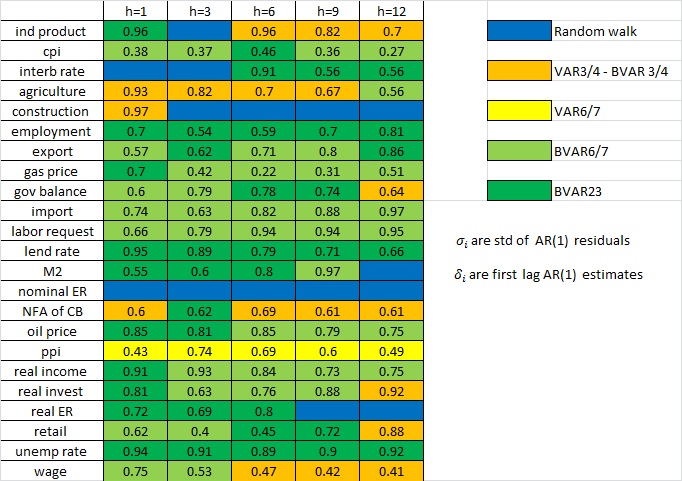 h=1 h=3 h=6 h=9 h=12
ind product 0.96 0.96 0.82 0.7 Random walk
cpi 0.38 0.37 0.46 0.36 0.27
interb rate 0.91 0.56 0.56 VAR3/4 - BVAR 3/4
agriculture 0.93 0.82 0.7 0.67 0.56
construction 0.97 VAR6/7
employment 0.7 0.54 0.59 0.7 0.81
export 0.57 0.62 0.71 0.8 0.86 BVAR6/7
gas price 0.7 0.42 0.22 0.31 0.51
gov balance 0.6 0.79 0.78 0.74 0.64 BVAR23
import 0.74 0.63 0.82 0.88 0.97
labor request 0.66 0.79 0.94 0.94 0.95
σi are std of AR(1) residuals
lend rate 0.95 0.89 0.79 0.71 0.66
M2 0.55 0.6 0.8 0.97
δi are first lag AR(1) estimates
nominal ER
NFA of CB 0.6 0.62 0.69 0.61 0.61
oil price 0.85 0.81 0.85 0.79 0.75
ppi 0.43 0.74 0.69 0.6 0.49
real income 0.91 0.93 0.84 0.73 0.75
real invest 0.81 0.63 0.76 0.88 0.92
real ER 0.72 0.69 0.8
retail 0.62 0.4 0.45 0.72 0.88
unemp rate 0.94 0.91 0.89 0.9 0.92
wage 0.75 0.53 0.47 0.42 0.41